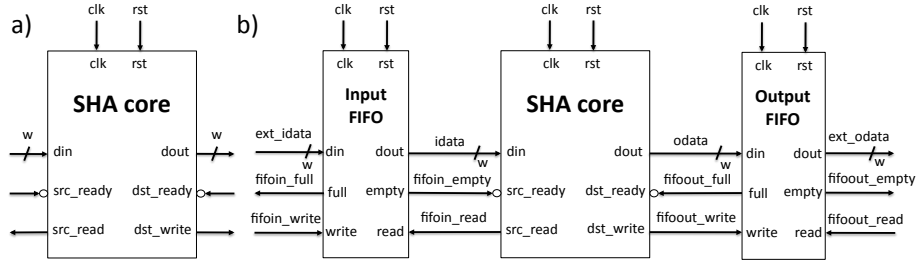 a)
clk rst
clk rst
SHA core
w
w
din
dout
src_ready
dst_ready
src_read
dst_write
b)
clk rst
clk rst
Input
FIFO
ext_idata
din
dout
fifoin_full
full
empty
fifoin_write
write
read
idata
w
fifoin_empty
fifoin_read
clk rst
clk rst
SHA core
din
dout
src_ready
dst_ready
src_read
dst_write
odata
w
fifoout_full
fifoout_write
clk rst
clk rst
Output
FIFO
din
dout
full
empty
write
read
ext_odata
w
fifoout_empty
fifoout_read
w